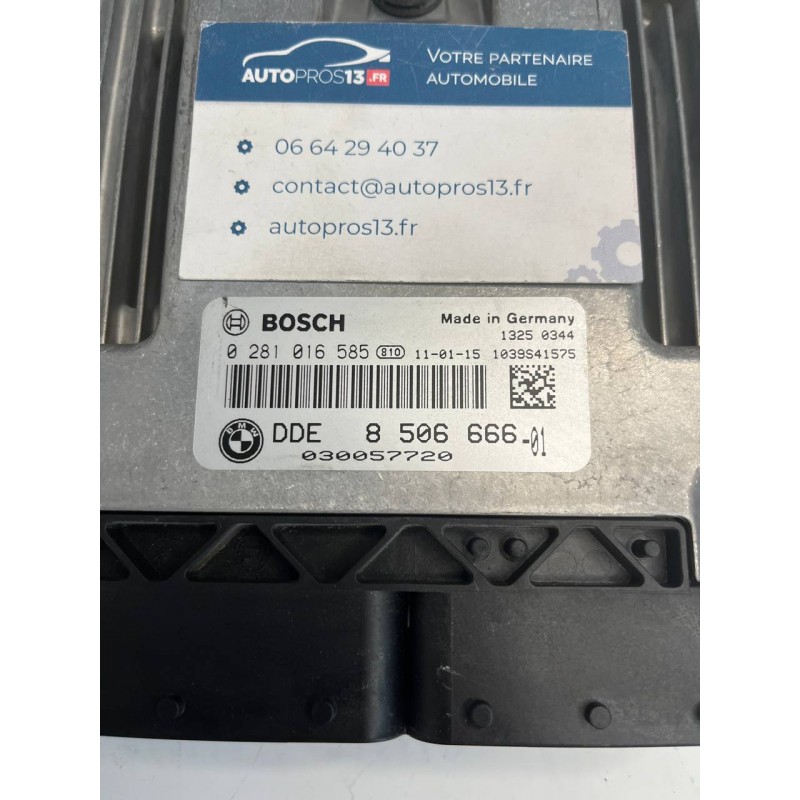 AUTOPROS13.FR
VOTRE PARTENAIRE
AUTOMOBILE
06 64 29 40 37
contact@autopros13.fr
autopros13.fr
BOSCH Made in Germany
1325 0344
0 281 016 585 810 11-01-15 1039S41575
BMW DDE 8 506 666-01
030057720